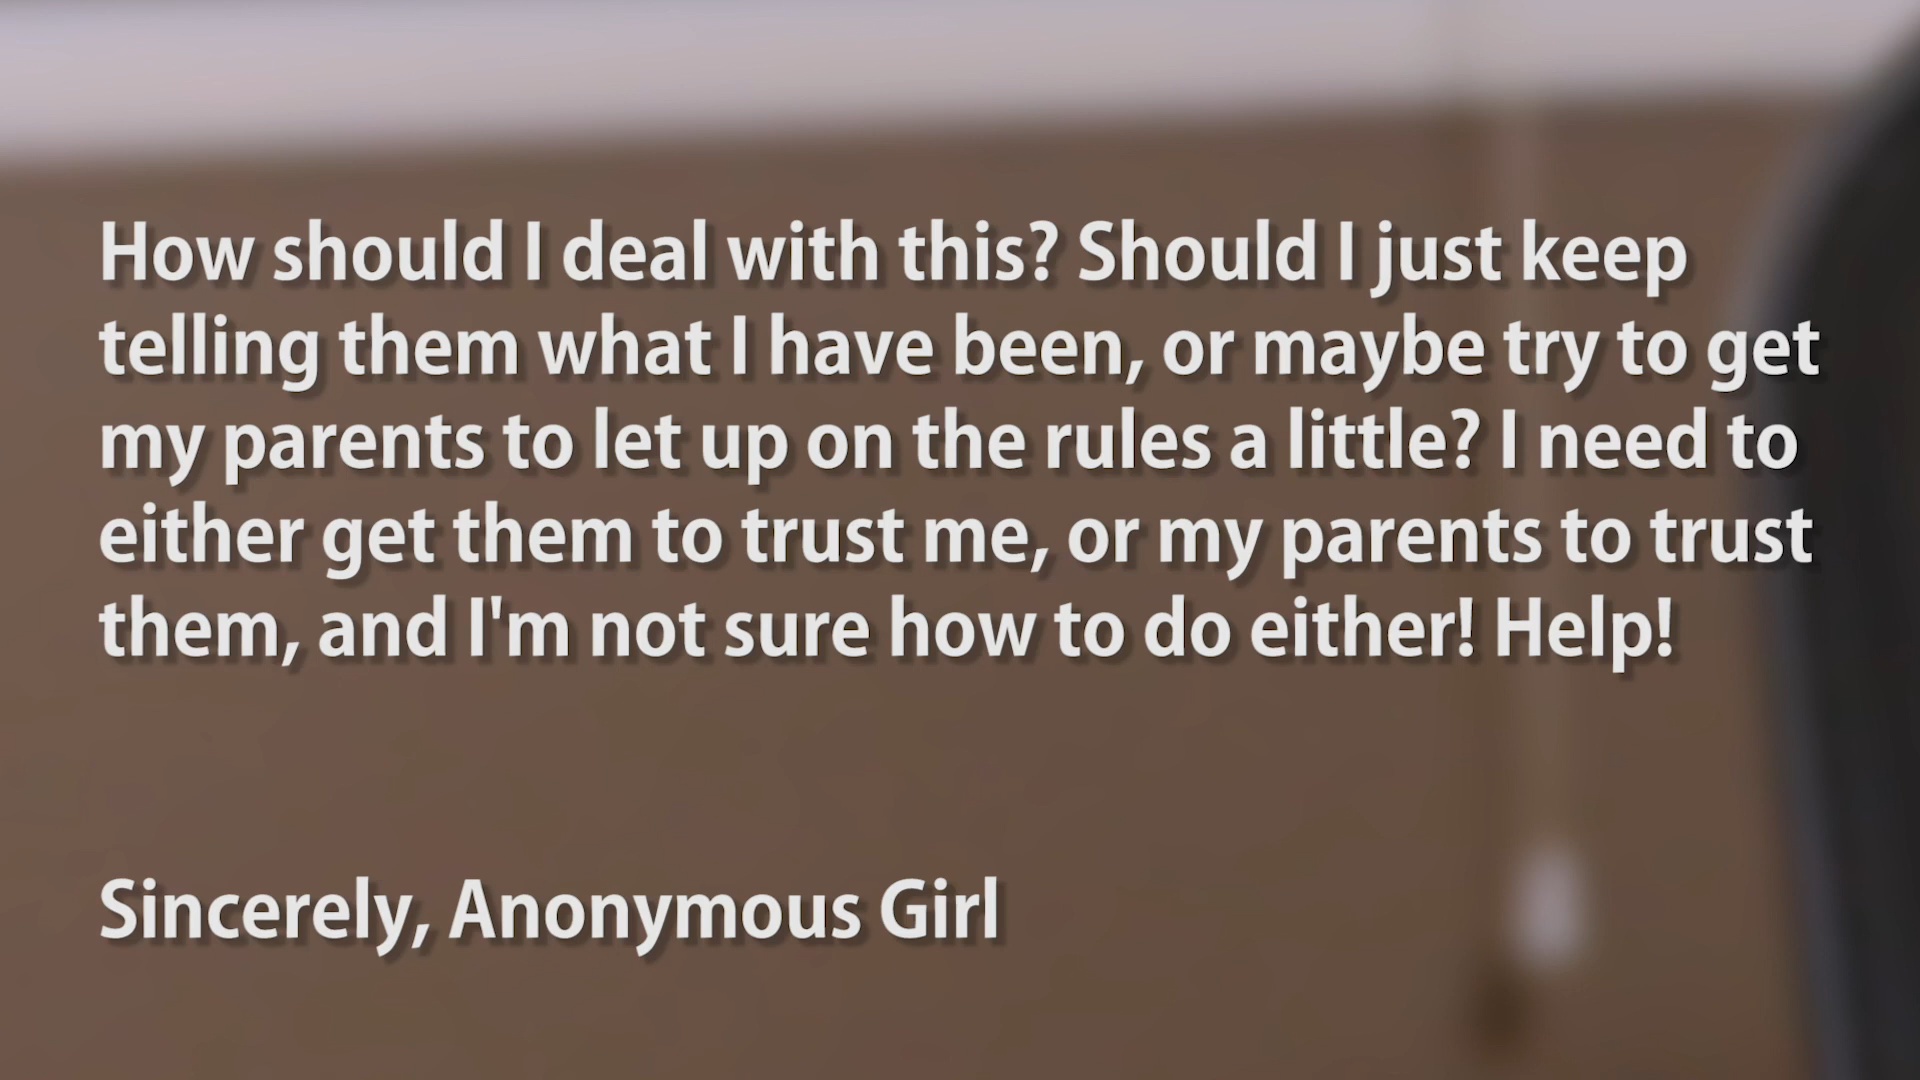 How should I deal with this? Should I just keep
telling them what I have been, or maybe try to get
my parents to let up on the rules a little? I need to
either get them to trust me, or my parents to trust
them, and I'm not sure how to do either! Help!
Sincerely, Anonymous Girl